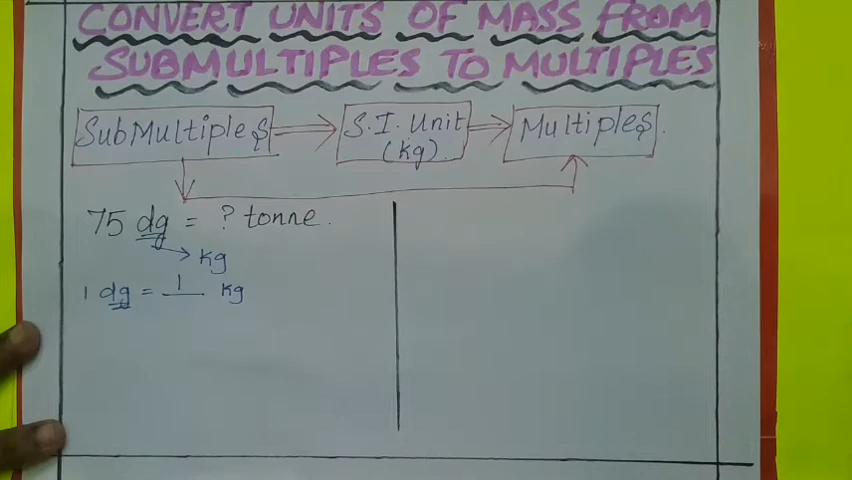 CONVERT UNITS OF MASS FROM
SUBMULTIPLES TO MULTIPLES
SubMultiples S.I. Unit (kg) Multiples
75 dg = ? tonne.
kg
1 dg = 1 kg